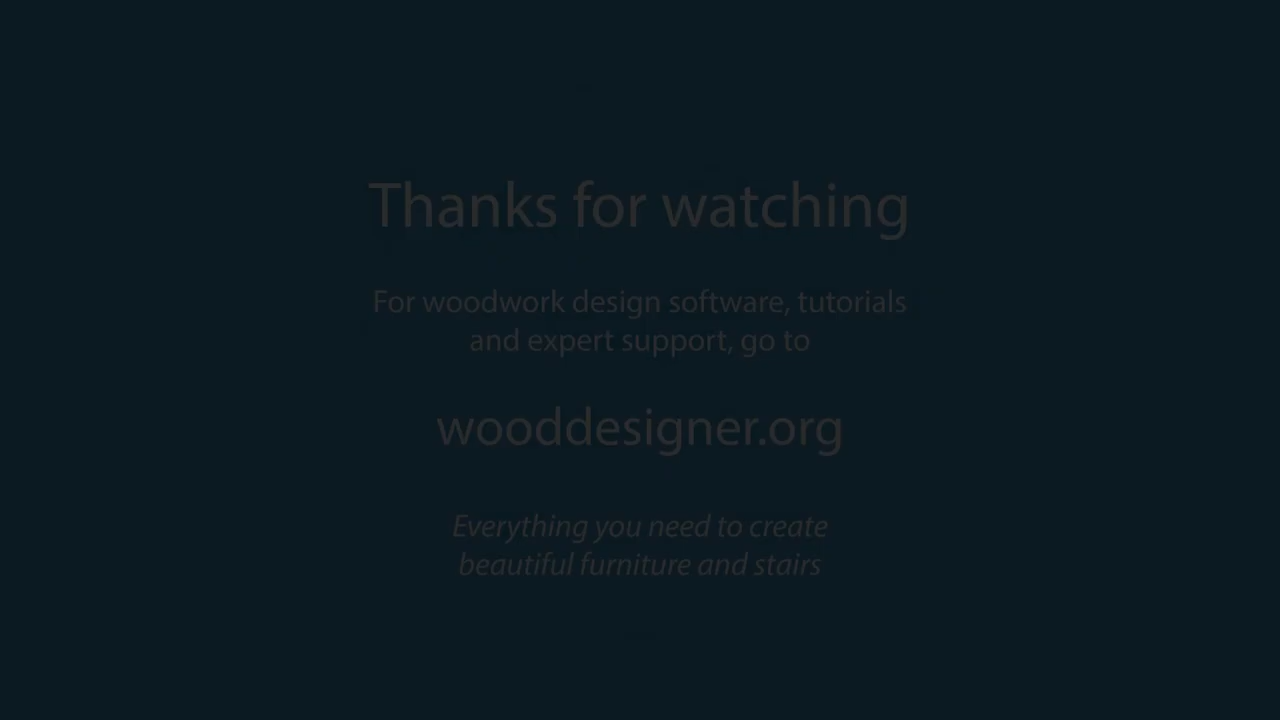 Thanks for watching
For woodwork design software, tutorials
and expert support, go to
wooddesigner.org
Everything you need to create
beautiful furniture and stairs